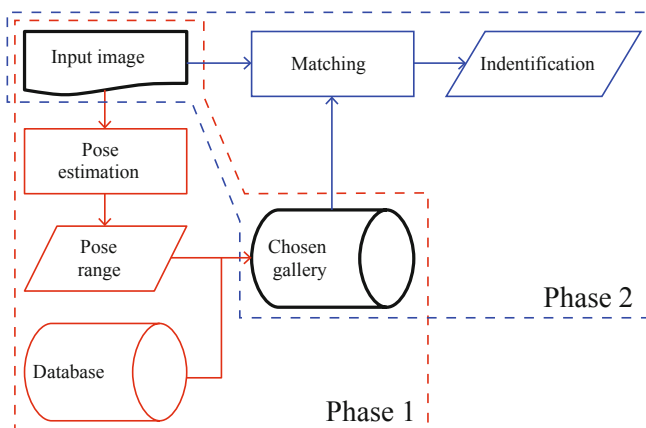 Input image
Matching
Indentification
Pose
estimation
Pose
range
Chosen
gallery
Phase 2
Database
Phase 1